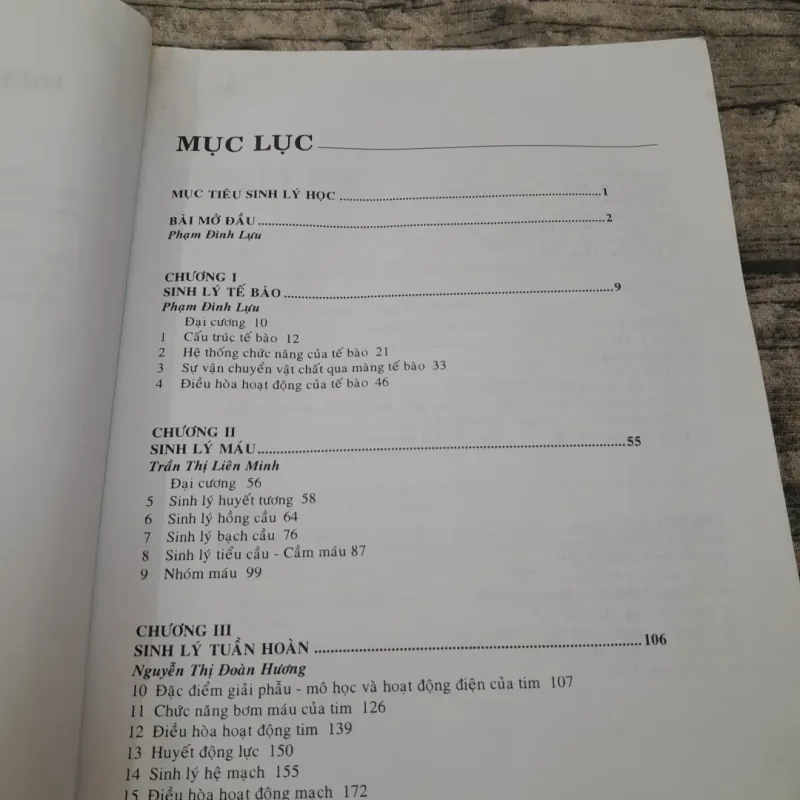 MỤC LỤC
MỤC TIÊU SINH LÝ HỌC ........ 1
BÀI MỞ ĐẦU ........ 2
Phạm Đình Lựu
CHƯƠNG I
SINH LÝ TẾ BÀO ........ 9
Phạm Đình Lựu
Đại cương 10
1 Cấu trúc tế bào 12
2 Hệ thống chức năng của tế bào 21
3 Sự vận chuyển vật chất qua màng tế bào 33
4 Điều hòa hoạt động của tế bào 46
CHƯƠNG II
SINH LÝ MÁU ........ 55
Trần Thị Liên Minh
Đại cương 56
5 Sinh lý huyết tương 58
6 Sinh lý hồng cầu 64
7 Sinh lý bạch cầu 76
8 Sinh lý tiểu cầu - Cầm máu 87
9 Nhóm máu 99
CHƯƠNG III
SINH LÝ TUẦN HOÀN ........ 106
Nguyễn Thị Đoàn Hương
10 Đặc điểm giải phẫu - mô học và hoạt động điện của tim 107
11 Chức năng bơm máu của tim 126
12 Điều hòa hoạt động tim 139
13 Huyết động lực 150
14 Sinh lý hệ mạch 155
15 Điều hòa hoạt động mạch 172